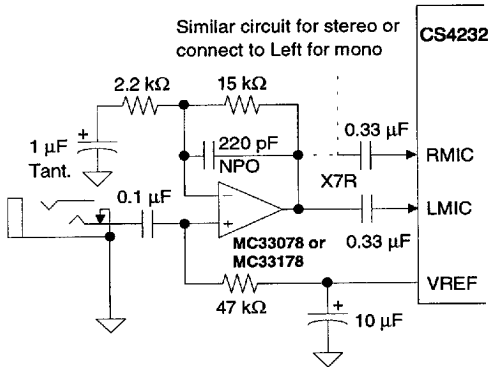 Similar circuit for stereo or
connect to Left for mono
CS4232
2.2 kΩ
15 kΩ
1 µF
+
Tant.
220 pF
NPO
0.33 µF
RMIC
X7R
0.1 µF
−
+
LMIC
0.33 µF
MC33078 or
MC33178
47 kΩ
VREF
+
10 µF